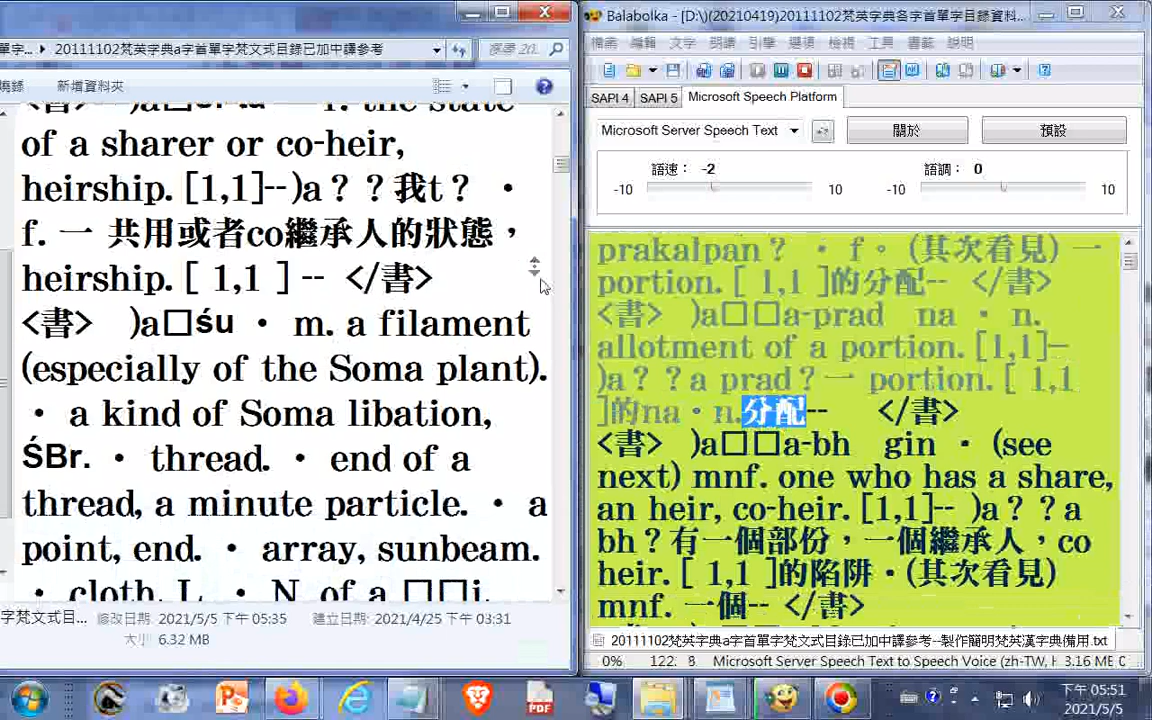 單字... ▸ 20111102梵英字典a字首單字梵文式目錄已加中譯參考
搜尋 20...
燒錄 新增資料夾
of a sharer or co-heir,
heirship. [1,1]--)a？？我t？ •
f. 一 共用或者co繼承人的狀態，
heirship. [ 1,1 ] -- </書>
<書> )a□śu • m. a filament
(especially of the Soma plant).
• a kind of Soma libation,
ŚBr. • thread. • end of a
thread, a minute particle. • a
point, end. • array, sunbeam.
• cloth. L. • N. of a □□i.
字梵文式目... 修改日期: 2021/5/5 下午 05:35 建立日期: 2021/4/25 下午 03:31
大小: 6.32 MB
Balabolka - [D:\)(20210419)20111102梵英字典各字首單字目錄資料...
檔案 編輯 文字 朗讀 引擎 選項 檢視 工具 書籤 說明
SAPI 4 SAPI 5 Microsoft Speech Platform
Microsoft Server Speech Text 關於 預設
語速： -2 語調： 0
-10 10 -10 10
prakalpan？ • f。 (其次看見) 一
portion. [ 1,1 ]的分配-- </書>
<書> )a□□a-prad na • n.
allotment of a portion. [1,1]--
)a？？a prad？一 portion. [ 1,1
]的na • n.分配-- </書>
<書> )a□□a-bh gin • (see
next) mnf. one who has a share,
an heir, co-heir. [1,1]-- )a？？a
bh？有一個部份，一個繼承人，co
heir. [ 1,1 ]的陷阱 • (其次看見)
mnf. 一個-- </書>
20111102梵英字典a字首單字梵文式目錄已加中譯參考--製作簡明梵英漢字典備用.txt
0% 122: 8 Microsoft Server Speech Text to Speech Voice (zh-TW, H 3.16 ME C
下午 05:51
2021/5/5